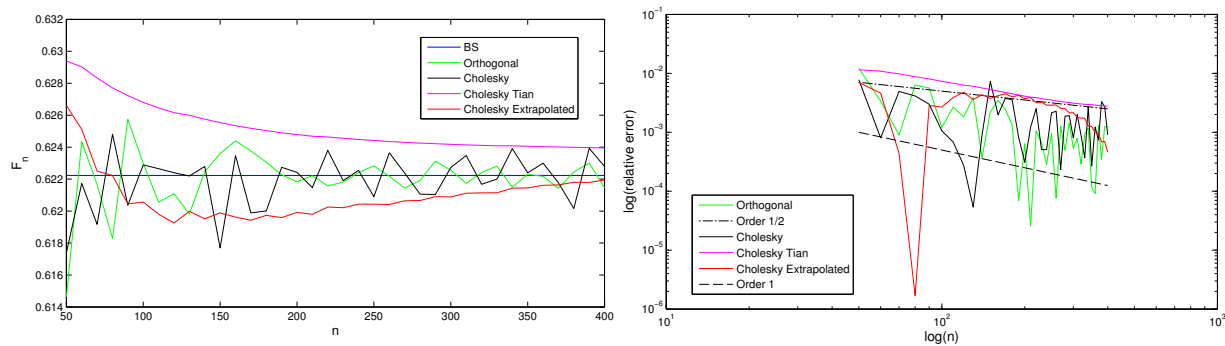 0.632
0.63
0.628
0.626
0.624
0.622
0.62
0.618
0.616
0.614
F_n
50
100
150
200
250
300
350
400
n
BS
Orthogonal
Cholesky
Cholesky Tian
Cholesky Extrapolated
10^−1
10^−2
10^−3
10^−4
10^−5
10^−6
log(relative error)
10^1
10^2
10^3
log(n)
Orthogonal
Order 1/2
Cholesky
Cholesky Tian
Cholesky Extrapolated
Order 1